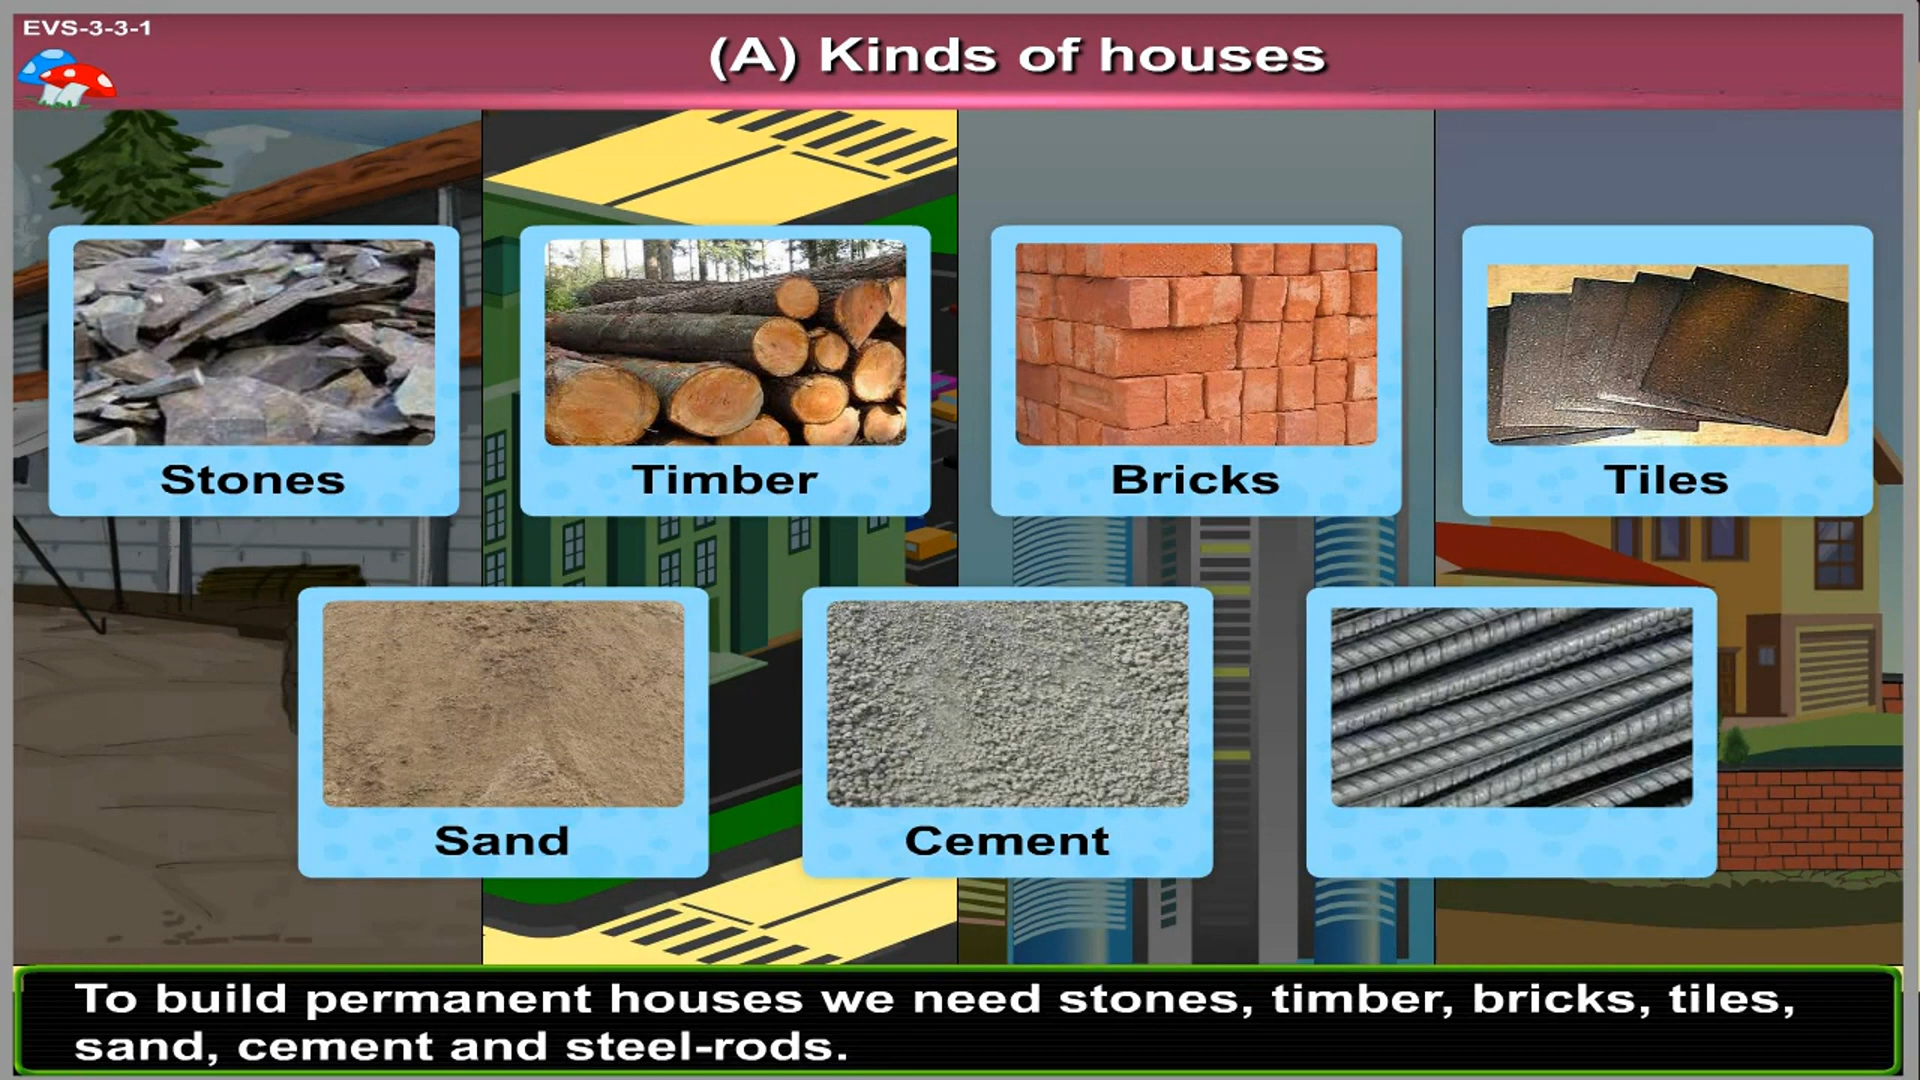 EVS-3-3-1
(A) Kinds of houses
Stones
Timber
Bricks
Tiles
Sand
Cement
To build permanent houses we need stones, timber, bricks, tiles,
sand, cement and steel-rods.